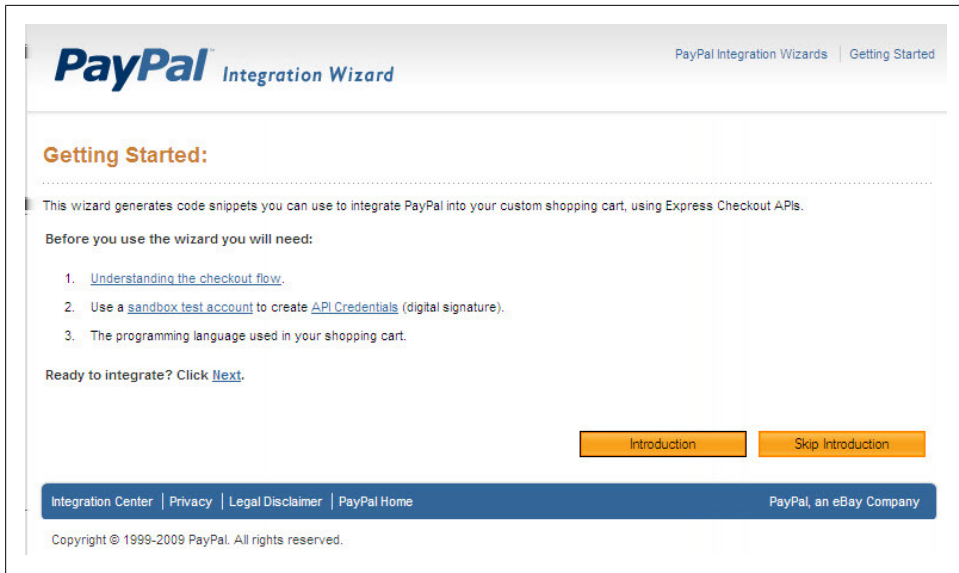 PayPal™ Integration Wizard
PayPal Integration Wizards | Getting Started
Getting Started:
This wizard generates code snippets you can use to integrate PayPal into your custom shopping cart, using Express Checkout APIs.
Before you use the wizard you will need:
1. Understanding the checkout flow.
2. Use a sandbox test account to create API Credentials (digital signature).
3. The programming language used in your shopping cart.
Ready to integrate? Click Next.
Introduction Skip Introduction
Integration Center | Privacy | Legal Disclaimer | PayPal Home PayPal, an eBay Company
Copyright © 1999-2009 PayPal. All rights reserved.